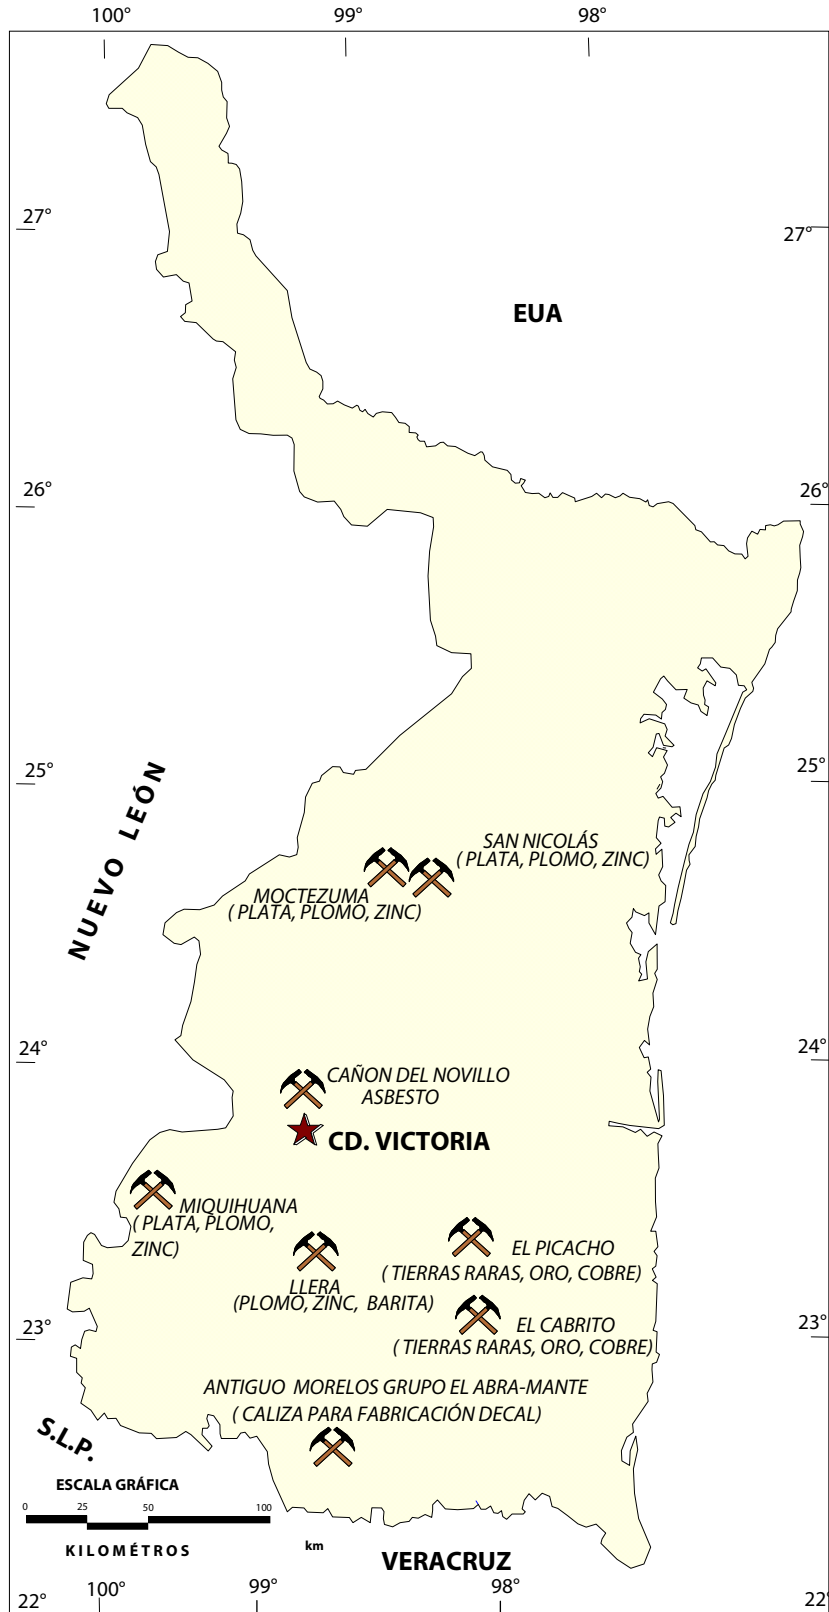 100° 99° 98°
27°
27°
EUA
26°
26°
25°
25°
NUEVO LEÓN
SAN NICOLÁS
( PLATA, PLOMO, ZINC)
MOCTEZUMA
( PLATA, PLOMO, ZINC)
24°
24°
CAÑON DEL NOVILLO
ASBESTO
CD. VICTORIA
MIQUIHUANA
( PLATA, PLOMO,
ZINC)
EL PICACHO
( TIERRAS RARAS, ORO, COBRE)
LLERA
(PLOMO, ZINC, BARITA)
EL CABRITO
( TIERRAS RARAS, ORO, COBRE)
23°
23°
ANTIGUO MORELOS GRUPO EL ABRA-MANTE
( CALIZA PARA FABRICACIÓN DECAL)
S.L.P.
ESCALA GRÁFICA
0 25 50 100
KILOMÉTROS
km
VERACRUZ
22° 100° 99° 98° 22°